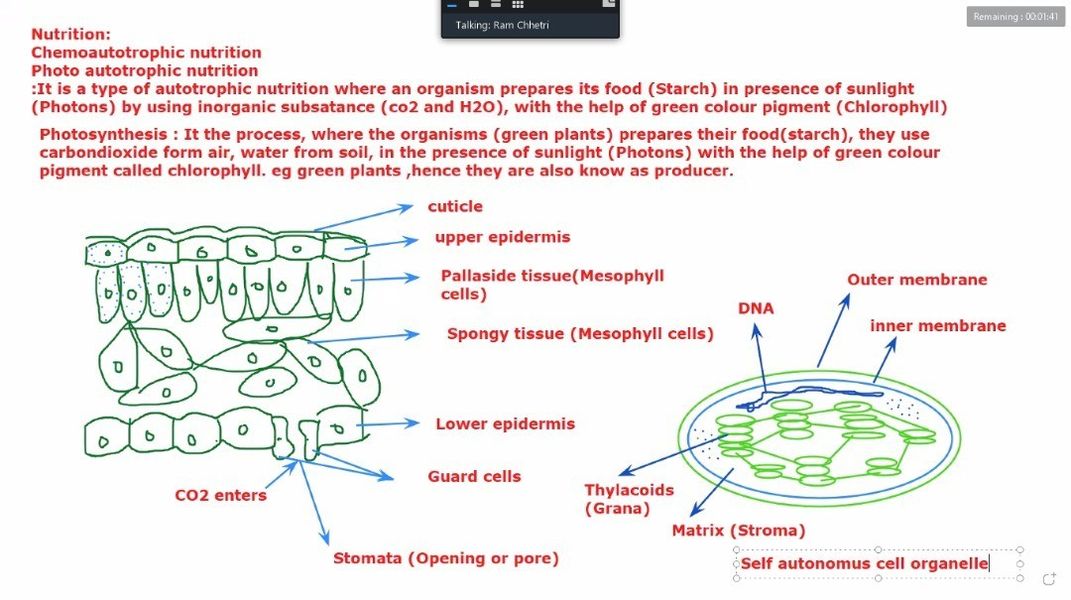 Talking: Ram Chhetri
Remaining : 00:01:41
Nutrition:
Chemoautotrophic nutrition
Photo autotrophic nutrition
:It is a type of autotrophic nutrition where an organism prepares its food (Starch) in presence of sunlight
(Photons) by using inorganic subsatance (co2 and H2O), with the help of green colour pigment (Chlorophyll)
Photosynthesis : It the process, where the organisms (green plants) prepares their food(starch), they use
carbondioxide form air, water from soil, in the presence of sunlight (Photons) with the help of green colour
pigment called chlorophyll. eg green plants ,hence they are also know as producer.
cuticle
upper epidermis
Pallaside tissue(Mesophyll
cells)
Spongy tissue (Mesophyll cells)
Lower epidermis
Guard cells
CO2 enters
Stomata (Opening or pore)
Outer membrane
DNA
inner membrane
Thylacoids
(Grana)
Matrix (Stroma)
Self autonomus cell organelle